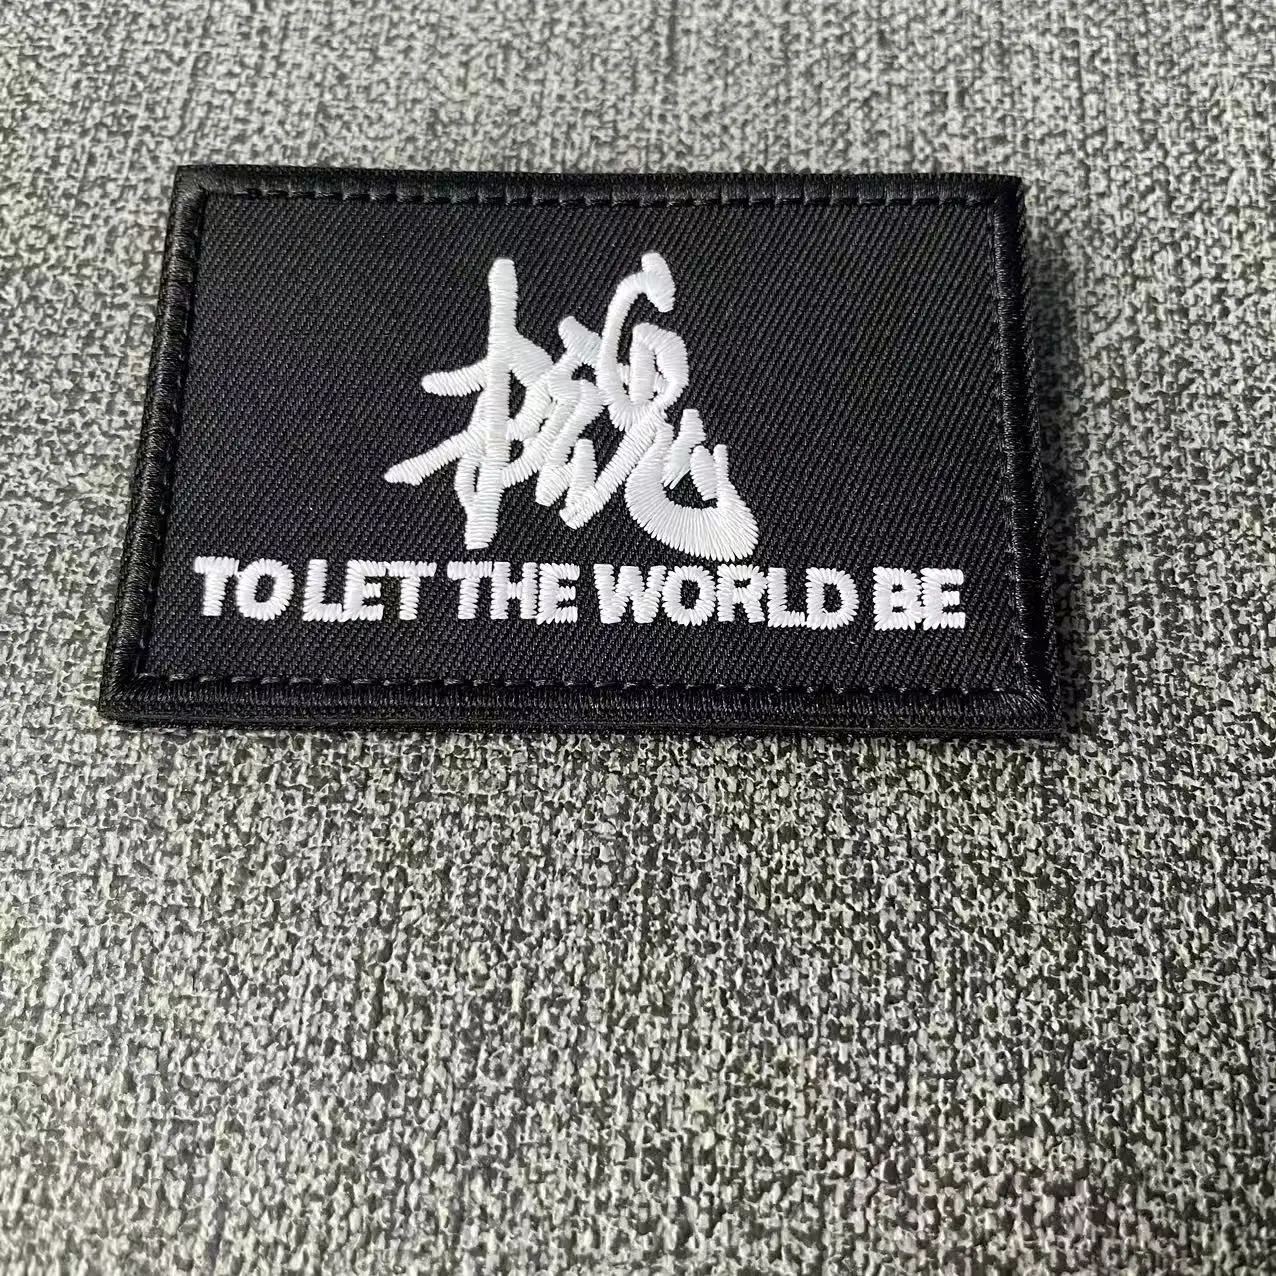 TO LET THE WORLD BE